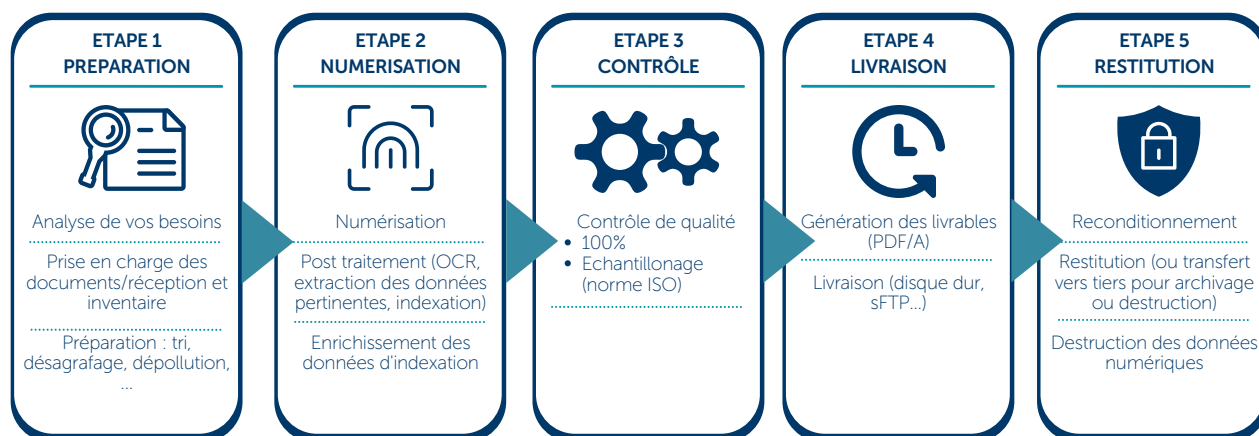 ETAPE 1
PREPARATION
Analyse de vos besoins
Prise en charge des
documents/réception et
inventaire
Préparation : tri,
désagrafage, dépollution,
...
ETAPE 2
NUMERISATION
Numérisation
Post traitement (OCR,
extraction des données
pertinentes, indexation)
Enrichissement des
données d'indexation
ETAPE 3
CONTRÔLE
Contrôle de qualité
• 100%
• Echantillonage
(norme ISO)
ETAPE 4
LIVRAISON
Génération des livrables
(PDF/A)
Livraison (disque dur,
sFTP...)
ETAPE 5
RESTITUTION
Reconditionnement
Restitution (ou transfert
vers tiers pour archivage
ou destruction)
Destruction des données
numériques